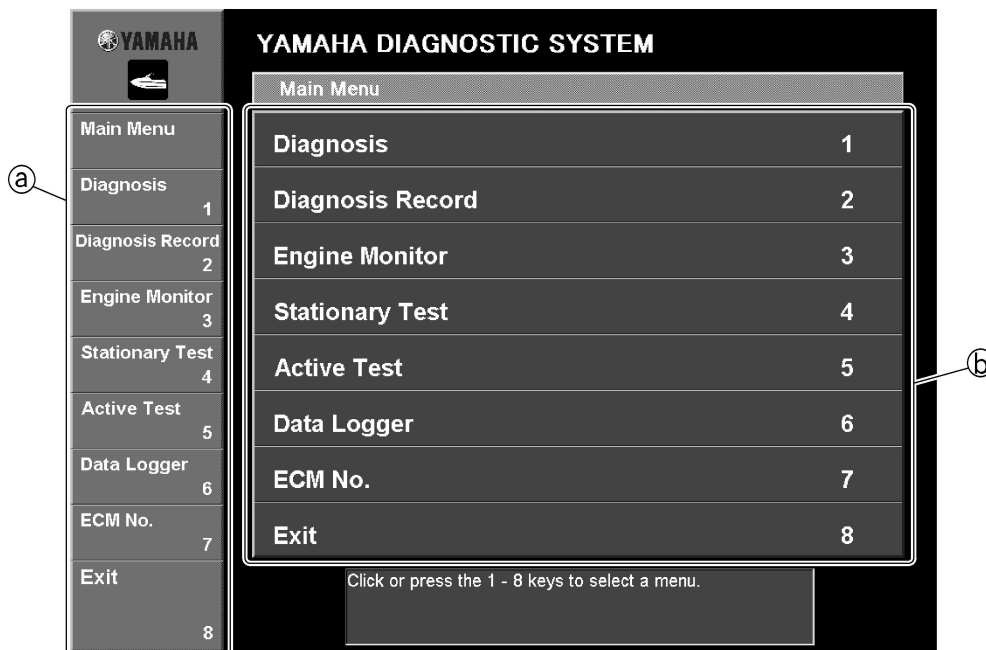 YAMAHA
YAMAHA DIAGNOSTIC SYSTEM
Main Menu
Main Menu
Diagnosis
1
Diagnosis Record
2
Engine Monitor
3
Stationary Test
4
Active Test
5
Data Logger
6
ECM No.
7
Exit
8
Diagnosis 1
Diagnosis Record 2
Engine Monitor 3
Stationary Test 4
Active Test 5
Data Logger 6
ECM No. 7
Exit 8
Click or press the 1 - 8 keys to select a menu.
ⓐ
ⓑ